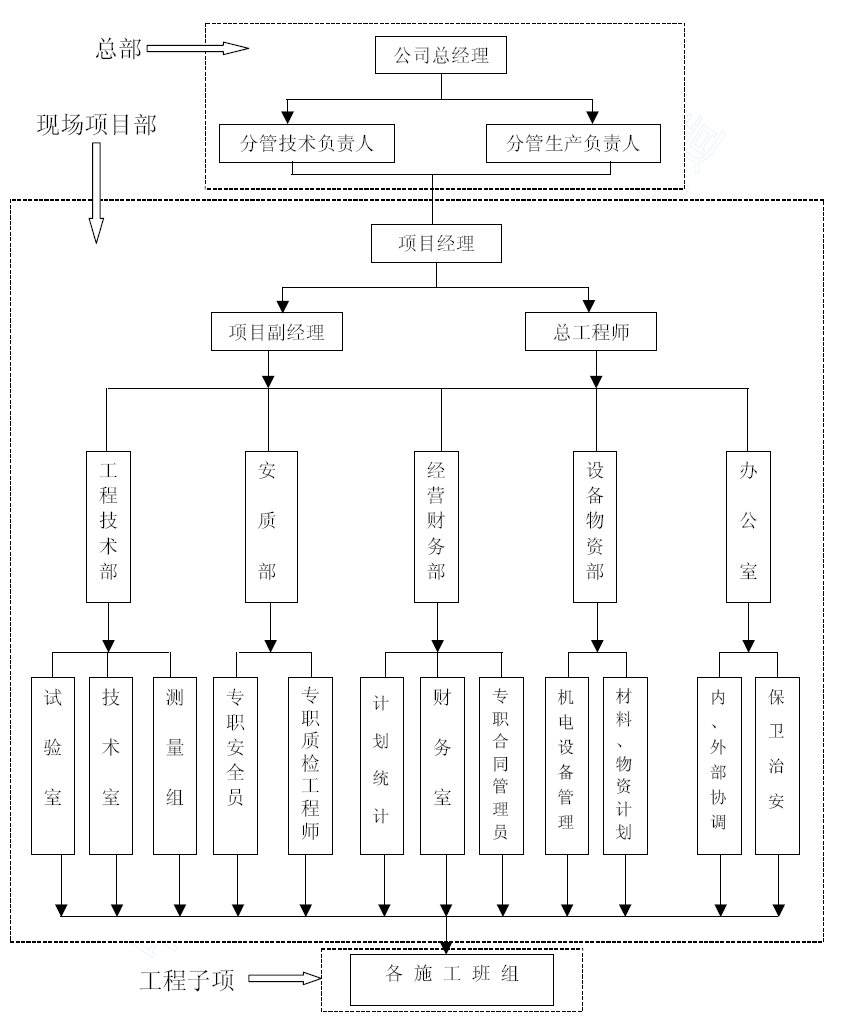 总部
公司总经理
现场项目部
分管技术负责人
分管生产负责人
项目经理
项目副经理
总工程师
工程技术部
安质部
经营财务部
设备物资部
办公室
试验室
技术室
测量组
专职安全员
专职质检工程师
计划统计
财务室
专职合同管理员
机电设备管理
材料、物资计划
内、外部协调
保卫治安
工程子项
各施工班组